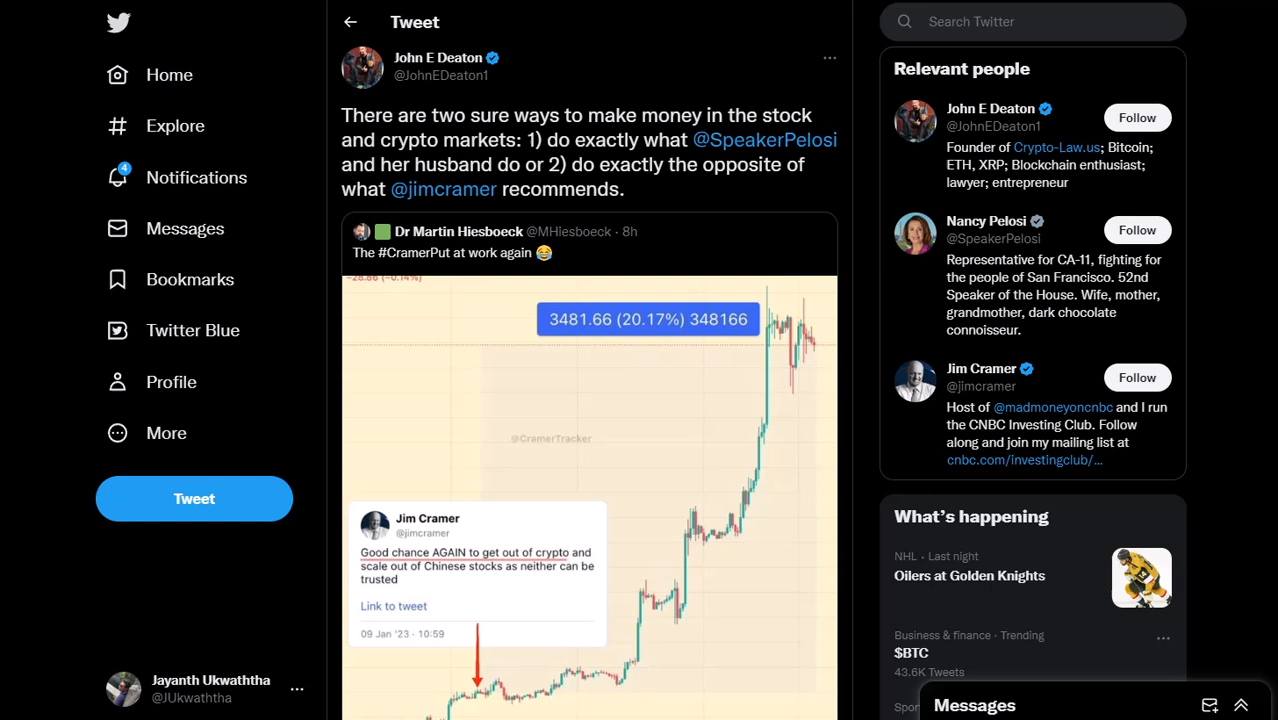 Home
Explore
4
Notifications
Messages
Bookmarks
Twitter Blue
Profile
More
Tweet
Jayanth Ukwaththa
@JUkwaththa
Tweet
John E Deaton
@JohnEDeaton1
There are two sure ways to make money in the stock
and crypto markets: 1) do exactly what @SpeakerPelosi
and her husband do or 2) do exactly the opposite of
what @jimcramer recommends.
Dr Martin Hiesboeck @MHiesboeck · 8h
The #CramerPut at work again 😂
−28.86 (−0.14%)
3481.66 (20.17%) 348166
@CramerTracker
Jim Cramer
@jimcramer
Good chance AGAIN to get out of crypto and
scale out of Chinese stocks as neither can be
trusted
Link to tweet
09 Jan '23 · 10:59
Search Twitter
Relevant people
John E Deaton
@JohnEDeaton1
Follow
Founder of Crypto-Law.us; Bitcoin;
ETH, XRP; Blockchain enthusiast;
lawyer; entrepreneur
Nancy Pelosi
@SpeakerPelosi
Follow
Representative for CA-11, fighting for
the people of San Francisco. 52nd
Speaker of the House. Wife, mother,
grandmother, dark chocolate
connoisseur.
Jim Cramer
@jimcramer
Follow
Host of @madmoneyoncnbc and I run
the CNBC Investing Club. Follow
along and join my mailing list at
cnbc.com/investingclub/…
What's happening
NHL · Last night
Oilers at Golden Knights
Business & finance · Trending
$BTC
43.6K Tweets
Messages